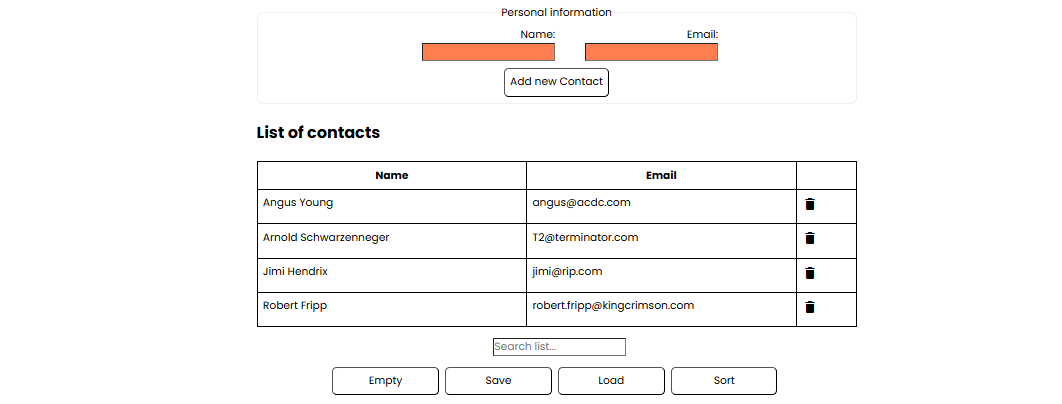 Personal information
Name: Email:
Add new Contact
List of contacts
Name Email
Angus Young angus@acdc.com
Arnold Schwarzenneger T2@terminator.com
Jimi Hendrix jimi@rip.com
Robert Fripp robert.fripp@kingcrimson.com
Search list...
Empty Save Load Sort